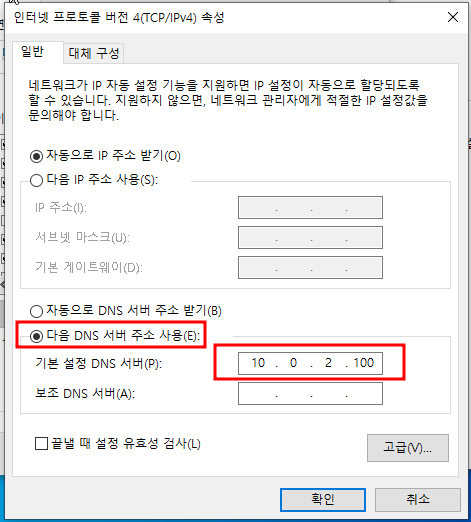 인터넷 프로토콜 버전 4(TCP/IPv4) 속성
일반
대체 구성
네트워크가 IP 자동 설정 기능을 지원하면 IP 설정이 자동으로 할당되도록
할 수 있습니다. 지원하지 않으면, 네트워크 관리자에게 적절한 IP 설정값을
문의해야 합니다.
자동으로 IP 주소 받기(O)
다음 IP 주소 사용(S):
IP 주소(I):
서브넷 마스크(U):
기본 게이트웨이(D):
자동으로 DNS 서버 주소 받기(B)
다음 DNS 서버 주소 사용(E):
기본 설정 DNS 서버(P): 10 . 0 . 2 . 100
보조 DNS 서버(A):
끝낼 때 설정 유효성 검사(L)
고급(V)...
확인
취소